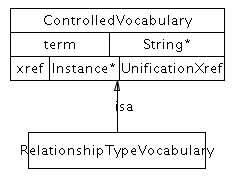 ControlledVocabulary
term String*
xref Instance* UnificationXref
isa
RelationshipTypeVocabulary